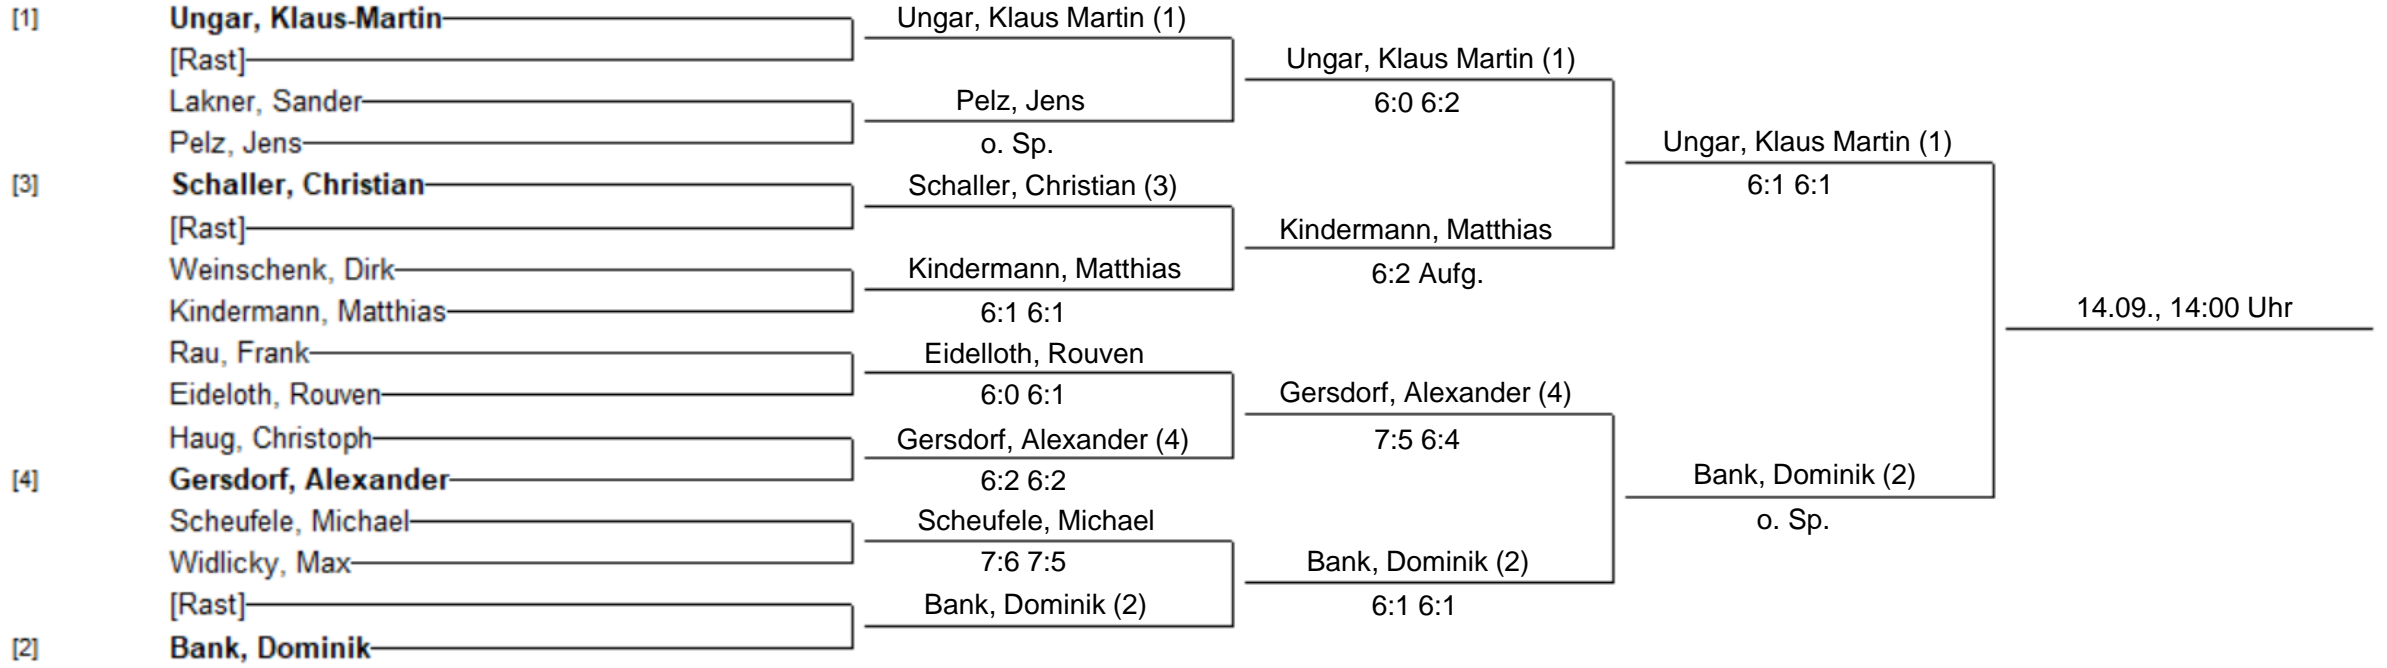 [1] Ungar, Klaus-Martin
[Rast]
Lakner, Sander
Pelz, Jens
[3] Schaller, Christian
[Rast]
Weinschenk, Dirk
Kindermann, Matthias
Rau, Frank
Eideloth, Rouven
Haug, Christoph
[4] Gersdorf, Alexander
Scheufele, Michael
Widlicky, Max
[Rast]
[2] Bank, Dominik
Ungar, Klaus Martin (1)
Pelz, Jens
o. Sp.
Schaller, Christian (3)
Kindermann, Matthias
6:1 6:1
Eidelloth, Rouven
6:0 6:1
Gersdorf, Alexander (4)
6:2 6:2
Scheufele, Michael
7:6 7:5
Bank, Dominik (2)
Ungar, Klaus Martin (1)
6:0 6:2
Kindermann, Matthias
6:2 Aufg.
Gersdorf, Alexander (4)
7:5 6:4
Bank, Dominik (2)
6:1 6:1
Ungar, Klaus Martin (1)
6:1 6:1
Bank, Dominik (2)
o. Sp.
14.09., 14:00 Uhr